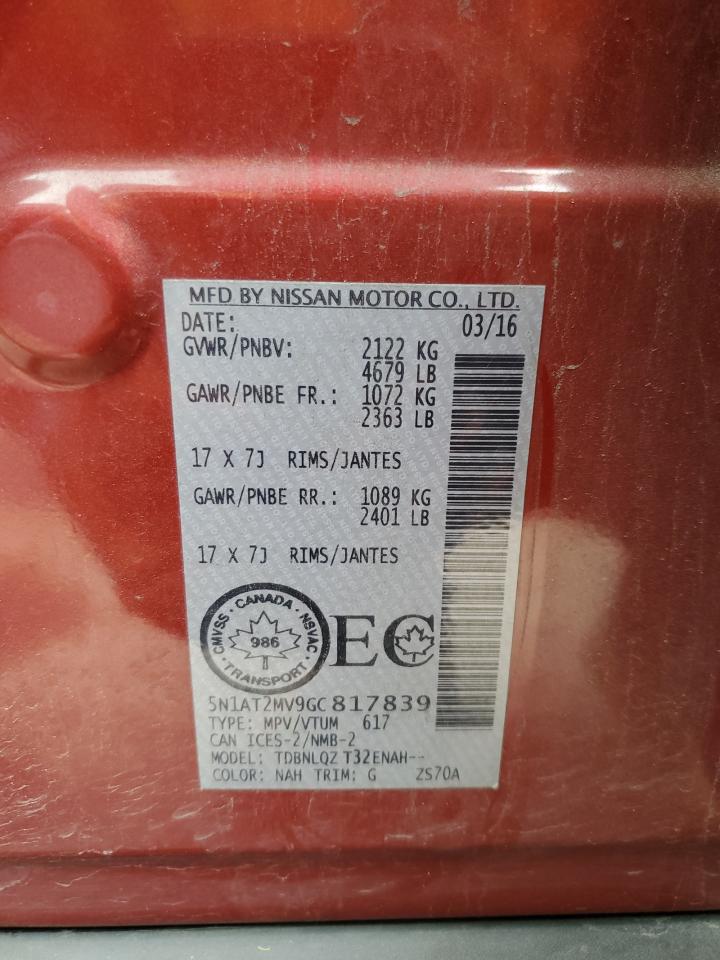 MFD BY NISSAN MOTOR CO., LTD.
DATE: 03/16
GVWR/PNBV: 2122 KG
4679 LB
GAWR/PNBE FR.: 1072 KG
2363 LB
17 X 7J RIMS/JANTES
GAWR/PNBE RR.: 1089 KG
2401 LB
17 X 7J RIMS/JANTES
CMVSS · CANADA · NSVAC · TRANSPORT ·
986
EC
5N1AT2MV9GC817839
TYPE: MPV/VTUM 617
CAN ICES-2/NMB-2
MODEL: TDBNLQZ T32ENAH--
COLOR: NAH TRIM: G ZS70A